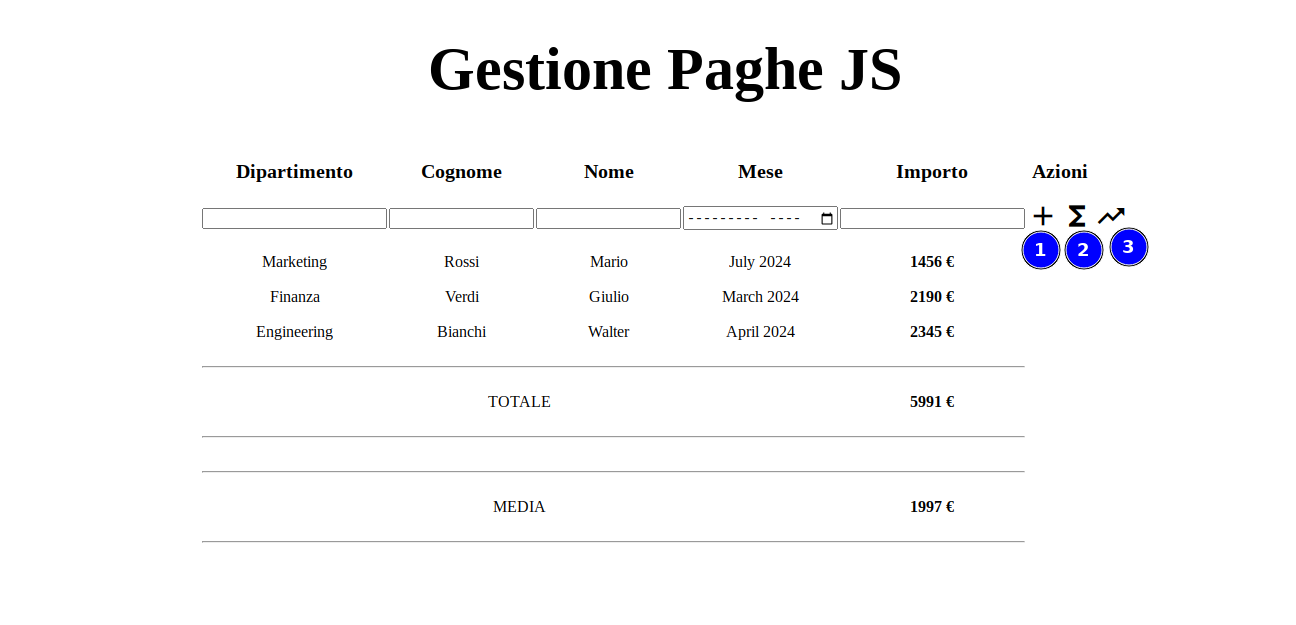 Gestione Paghe JS
Dipartimento Cognome Nome Mese Importo Azioni
--------- ---- + Σ
1 2 3
Marketing Rossi Mario July 2024 1456 €
Finanza Verdi Giulio March 2024 2190 €
Engineering Bianchi Walter April 2024 2345 €
TOTALE 5991 €
MEDIA 1997 €